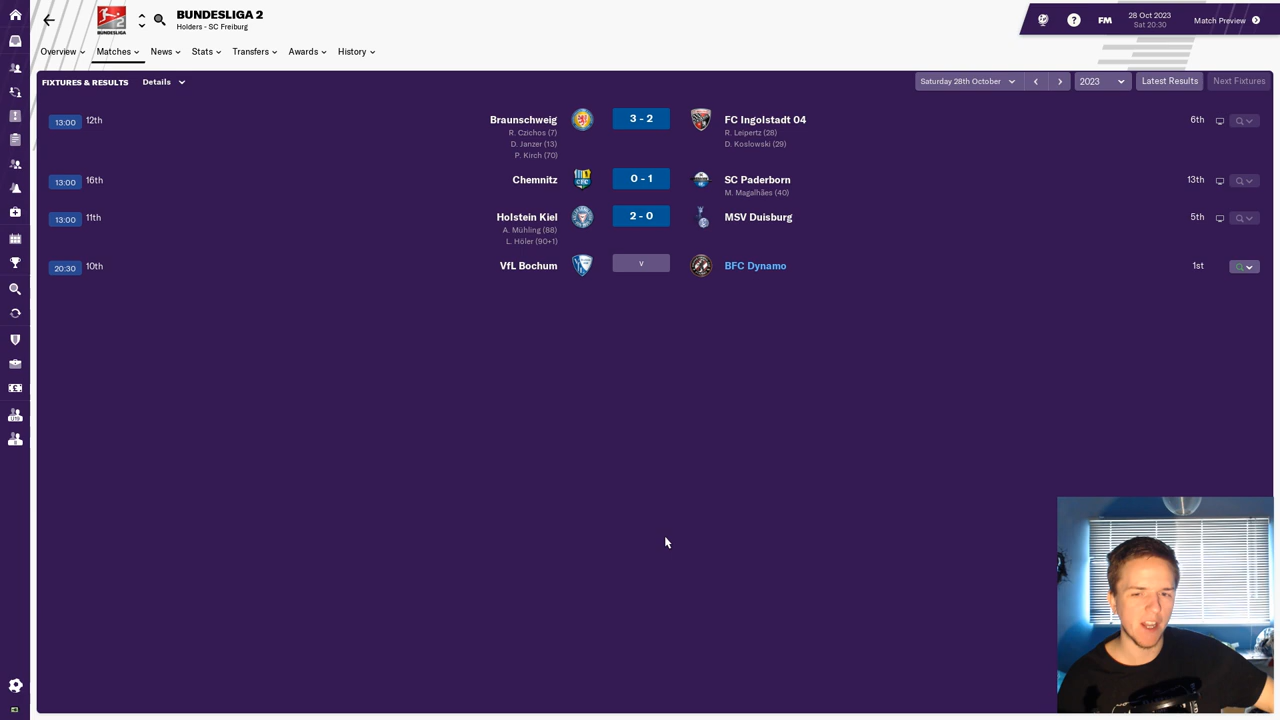 BUNDESLIGA 2
Holders - SC Freiburg
28 Oct 2023
Sat 20:30
FM
?
Match Preview
Overview
Matches
News
Stats
Transfers
Awards
History
FIXTURES & RESULTS
Details
Saturday 28th October
2023
Latest Results
Next Fixtures
13:00 12th Braunschweig 3 - 2 FC Ingolstadt 04 6th
R. Czichos (7) R. Leipertz (28)
D. Janzer (13) D. Koslowski (29)
P. Kirch (70)
13:00 16th Chemnitz 0 - 1 SC Paderborn 13th
M. Magalhães (40)
13:00 11th Holstein Kiel 2 - 0 MSV Duisburg 5th
A. Mühling (88)
L. Höler (90+1)
20:30 10th VfL Bochum v BFC Dynamo 1st